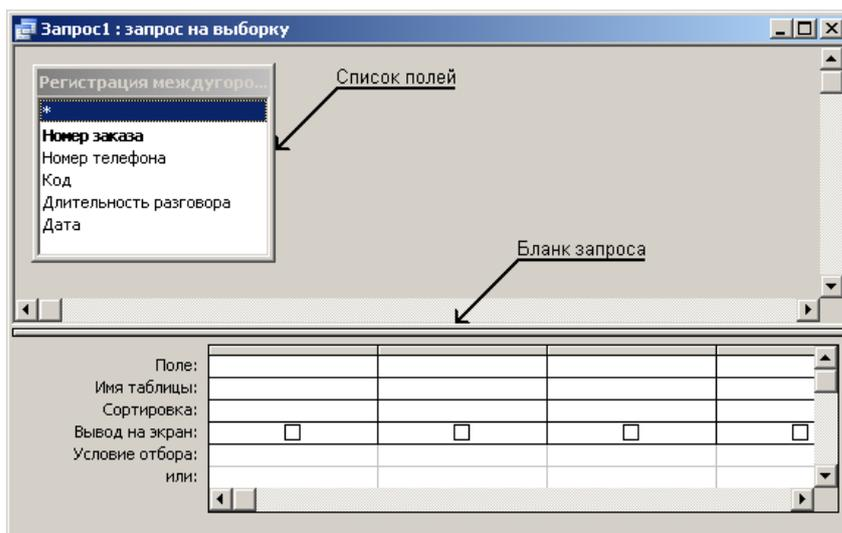 Запрос1 : запрос на выборку
Регистрация междугоро...
Список полей
*
Номер заказа
Номер телефона
Код
Длительность разговора
Дата
Бланк запроса
Поле:
Имя таблицы:
Сортировка:
Вывод на экран:
Условие отбора:
или: